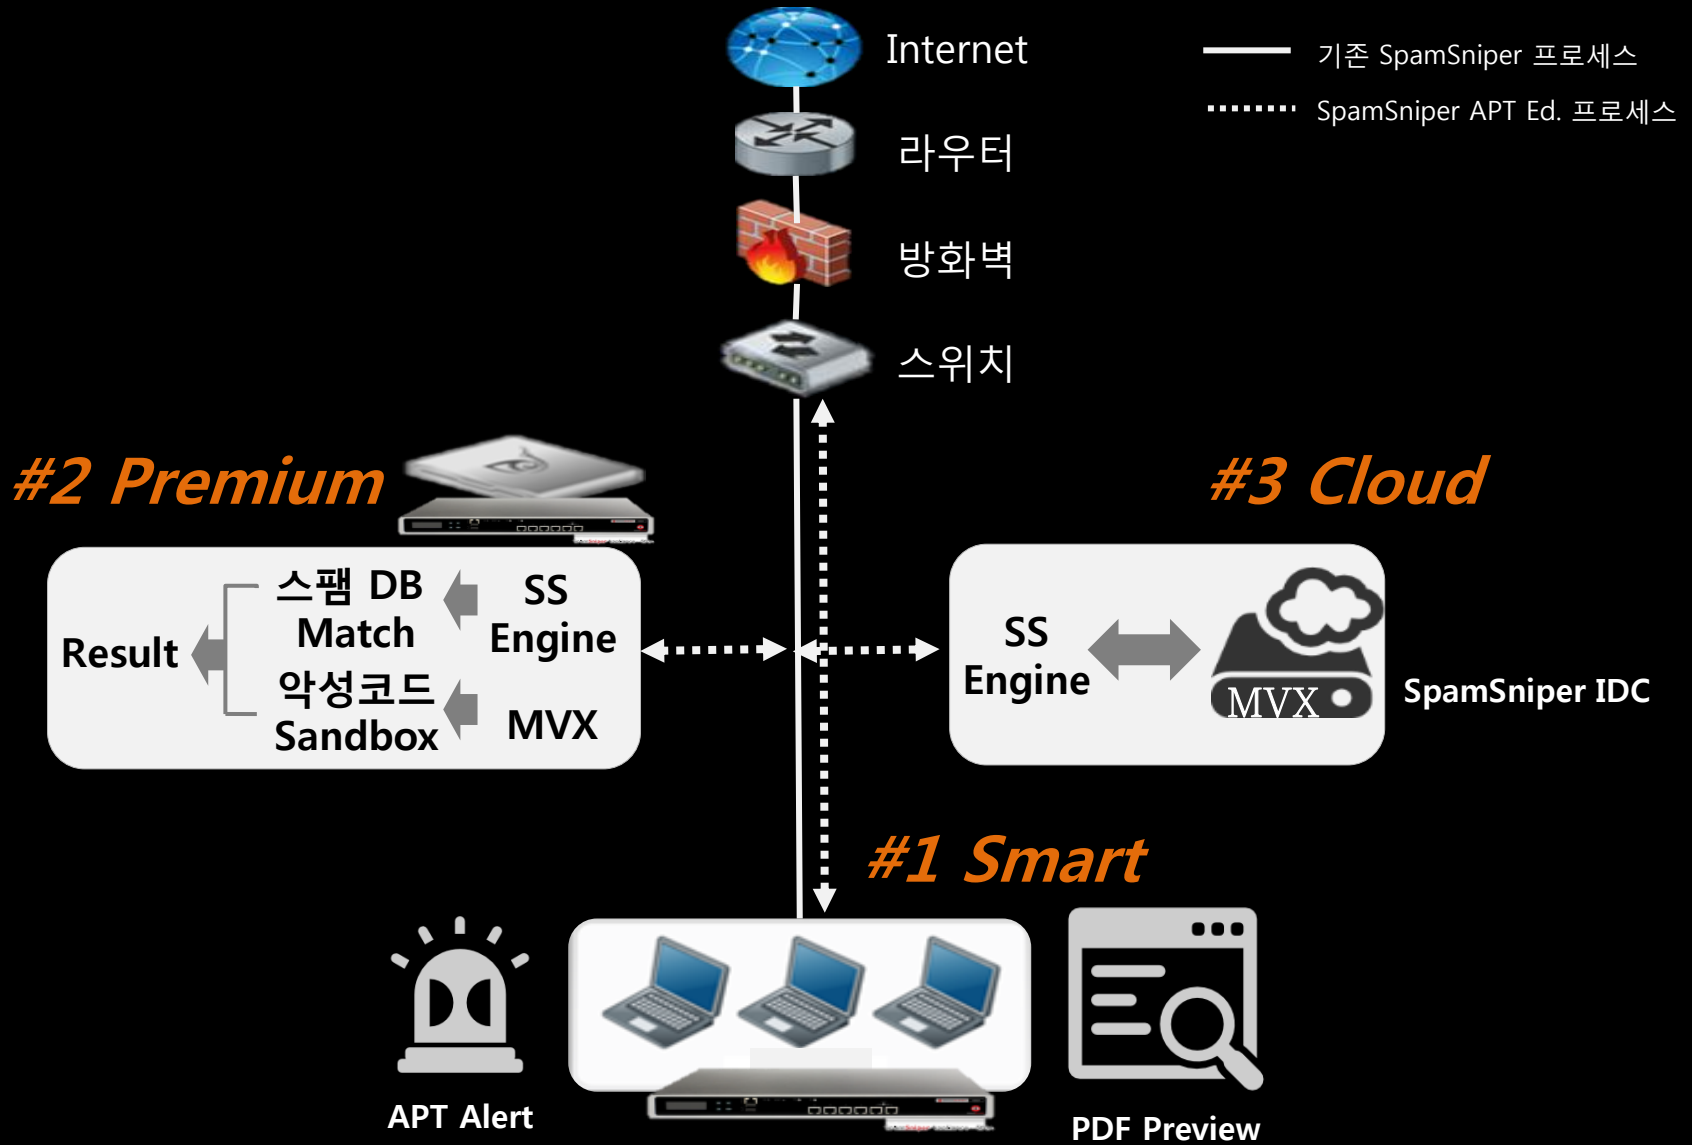 Internet
기존 SpamSniper 프로세스
SpamSniper APT Ed. 프로세스
라우터
방화벽
스위치
#2 Premium
#3 Cloud
스팸 DB
Match
SS
Engine
Result
악성코드
Sandbox
MVX
SS
Engine
MVX
SpamSniper IDC
#1 Smart
APT Alert
PDF Preview